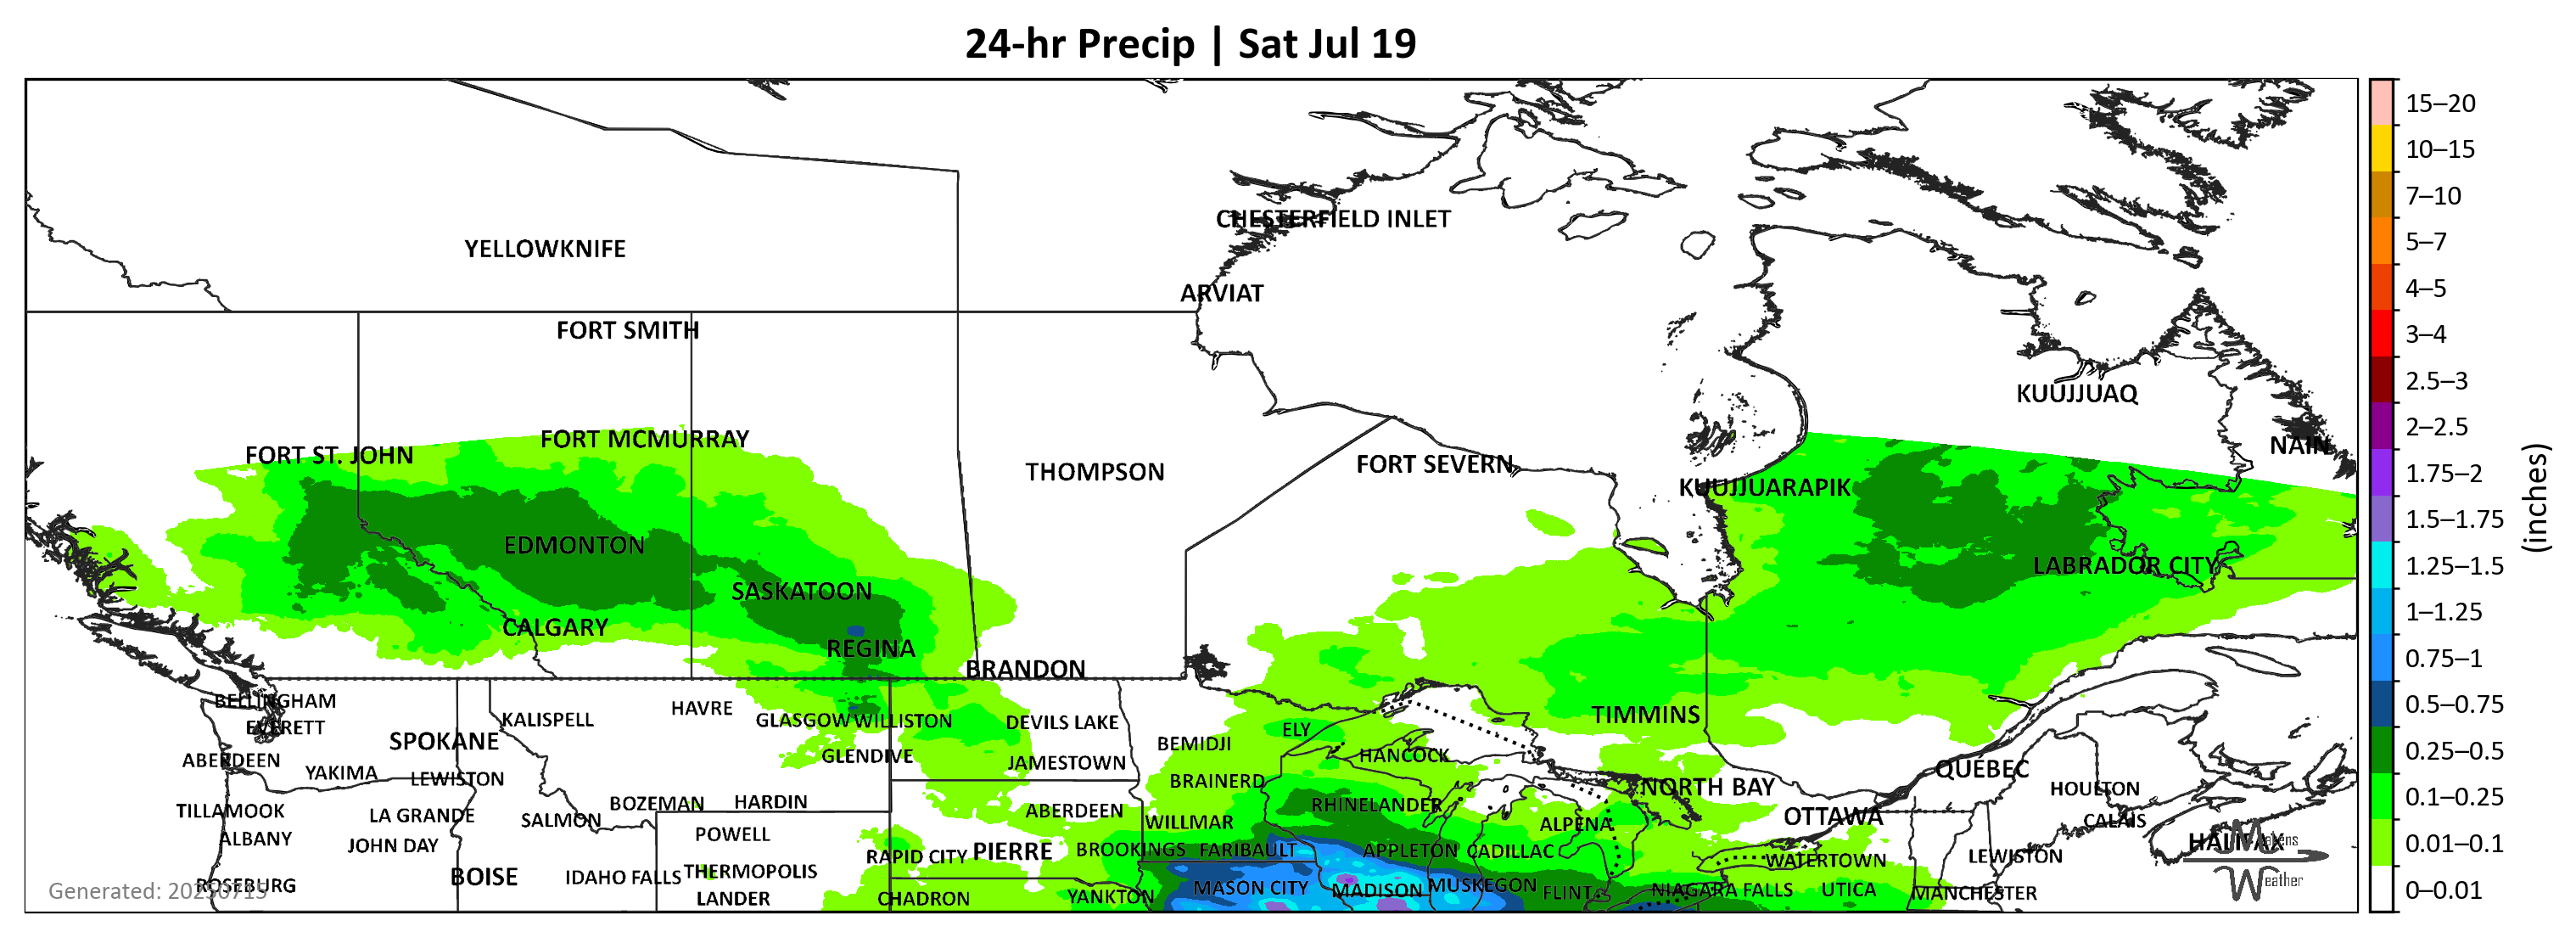 24-hr Precip | Sat Jul 19
CHESTERFIELD INLET
YELLOWKNIFE
ARVIAT
FORT SMITH
KUUJJUAQ
FORT MCMURRAY
NAIN
FORT ST. JOHN
FORT SEVERN
THOMPSON
KUUJJUARAPIK
EDMONTON
LABRADOR CITY
SASKATOON
CALGARY
REGINA
BRANDON
BELLINGHAM
HAVRE
TIMMINS
KALISPELL
GLASGOW WILLISTON
DEVILS LAKE
EVERETT
ELY
SPOKANE
BEMIDJI
GLENDIVE
HANCOCK
ABERDEEN
JAMESTOWN
QUÉBEC
YAKIMA
LEWISTON
BRAINERD
NORTH BAY
HOULTON
BOZEMAN
HARDIN
RHINELANDER
TILLAMOOK
LA GRANDE
ABERDEEN
SALMON
WILLMAR
OTTAWA
CALAIS
ALPENA
POWELL
ALBANY
JOHN DAY
HALIFAX
Matens
Weather
RAPID CITY
PIERRE
BROOKINGS
FARIBAULT
APPLETON
CADILLAC
WATERTOWN
LEWISTON
THERMOPOLIS
BOISE
IDAHO FALLS
ROSEBURG
MASON CITY
MADISON
MUSKEGON
FLINT
NIAGARA FALLS
UTICA
MANCHESTER
LANDER
CHADRON
YANKTON
Generated: 20250715
15–20
10–15
7–10
5–7
4–5
3–4
2.5–3
2–2.5
1.75–2
1.5–1.75
1.25–1.5
1–1.25
0.75–1
0.5–0.75
0.25–0.5
0.1–0.25
0.01–0.1
0–0.01
(inches)